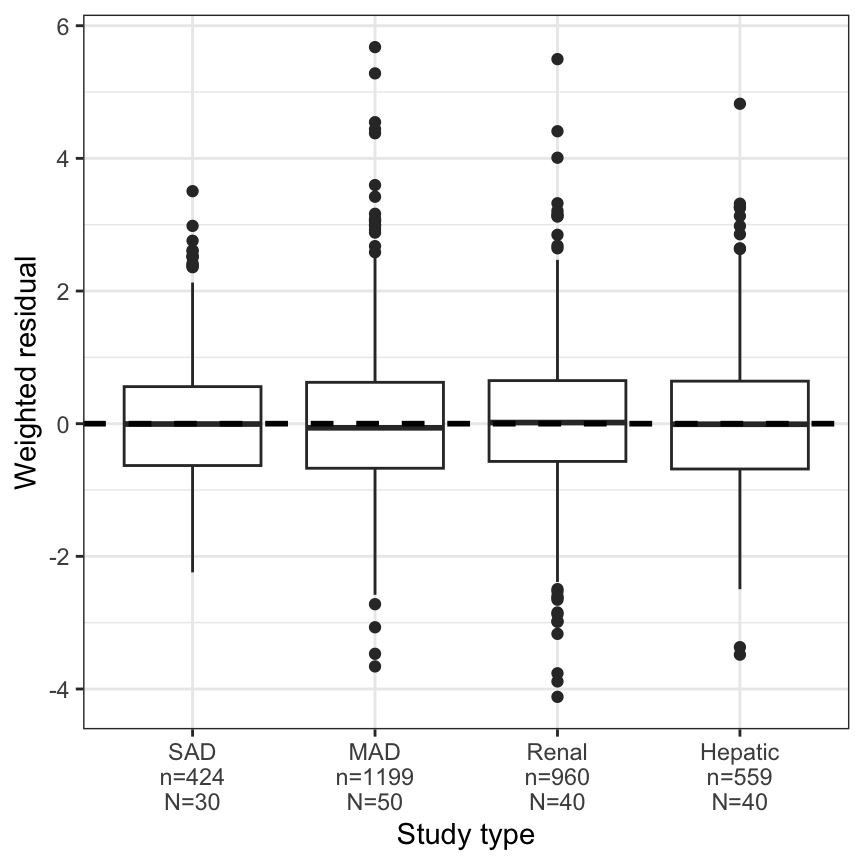 6
4
2
0
-2
-4
Weighted residual
SAD
n=424
N=30
MAD
n=1199
N=50
Renal
n=960
N=40
Hepatic
n=559
N=40
Study type